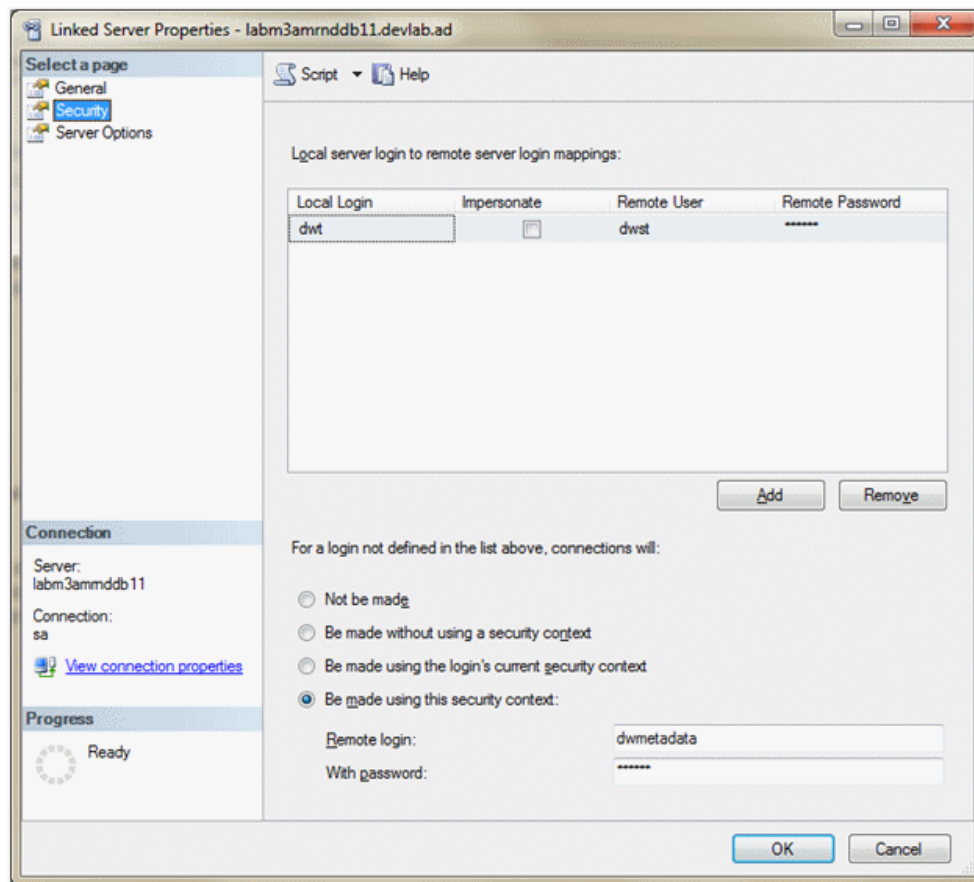 Linked Server Properties - labm3amrnddb11.devlab.ad
Select a page
General
Security
Server Options
Script
Help
Local server login to remote server login mappings:
Local Login Impersonate Remote User Remote Password
dwt dwst ••••••
Add Remove
Connection
Server:
labm3amrnddb11
Connection:
sa
View connection properties
Progress
Ready
For a login not defined in the list above, connections will:
Not be made
Be made without using a security context
Be made using the login's current security context
Be made using this security context:
Remote login: dwmetadata
With password: ••••••
OK Cancel